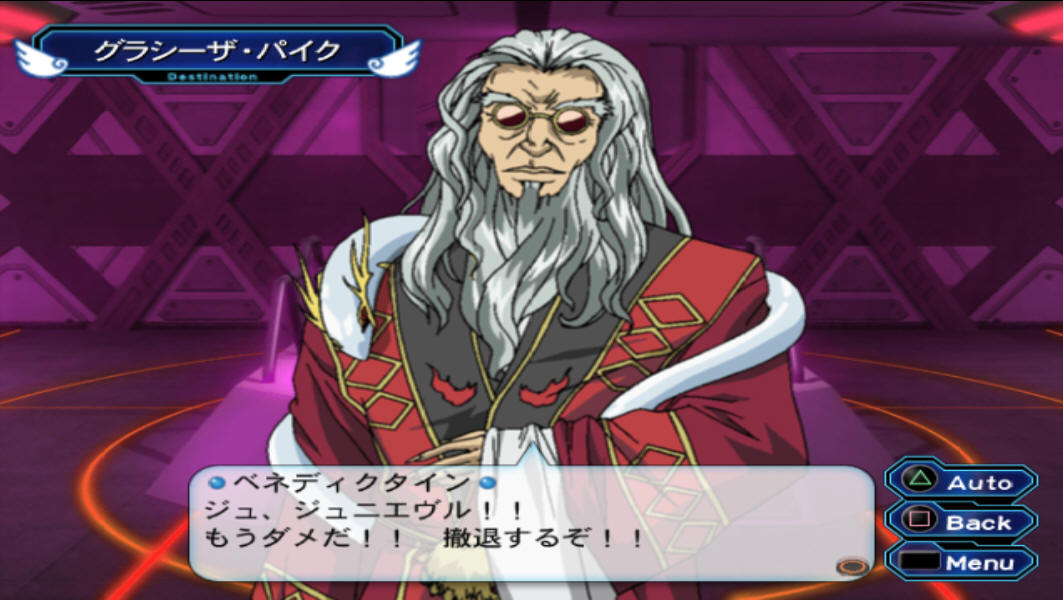 グラシーザ・パイク
Destination
ベネディクタイン
ジュ、ジュニエヴル！！
もうダメだ！！　撤退するぞ！！
Auto
Back
Menu